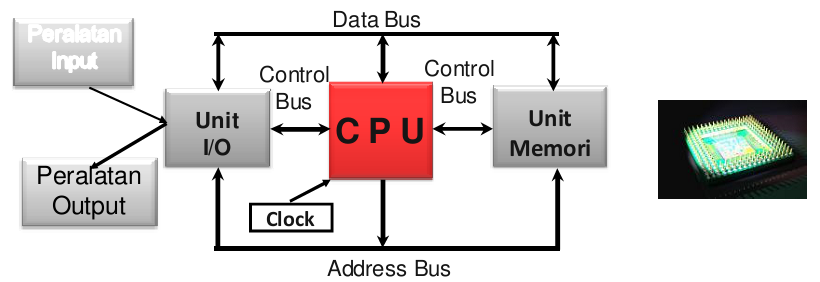 Data Bus
Peralatan
Input
Control
Bus
Control
Bus
Unit
I/O
C P U
Unit
Memori
Peralatan
Output
Clock
Address Bus